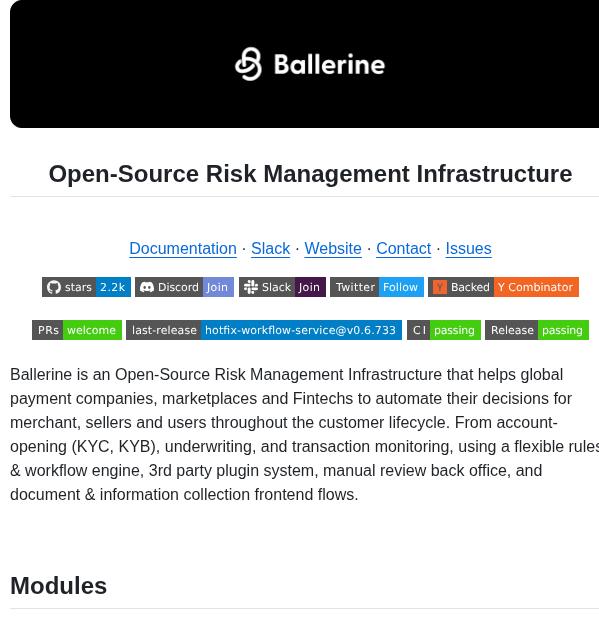 Ballerine
Open-Source Risk Management Infrastructure
Documentation · Slack · Website · Contact · Issues
stars 2.2k Discord Join Slack Join Twitter Follow Y Backed Y Combinator
PRs welcome last-release hotfix-workflow-service@v0.6.733 CI passing Release passing
Ballerine is an Open-Source Risk Management Infrastructure that helps global
payment companies, marketplaces and Fintechs to automate their decisions for
merchant, sellers and users throughout the customer lifecycle. From account-
opening (KYC, KYB), underwriting, and transaction monitoring, using a flexible rules
& workflow engine, 3rd party plugin system, manual review back office, and
document & information collection frontend flows.
Modules